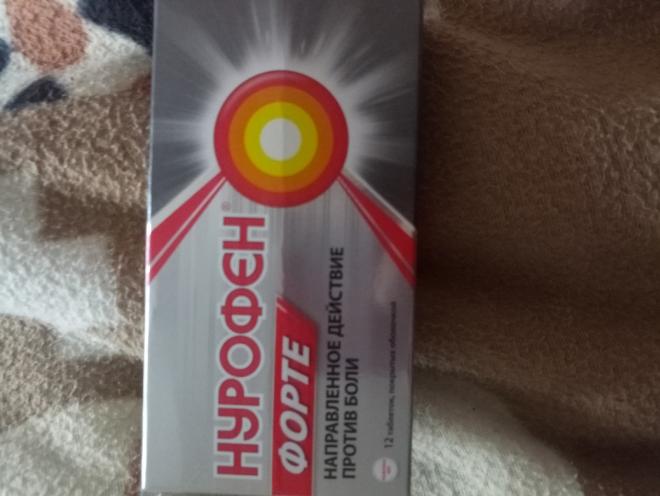 НУРОФЕН®
ФОРТЕ
НАПРАВЛЕННОЕ ДЕЙСТВИЕ
ПРОТИВ БОЛИ
12 таблеток, покрытых оболочкой